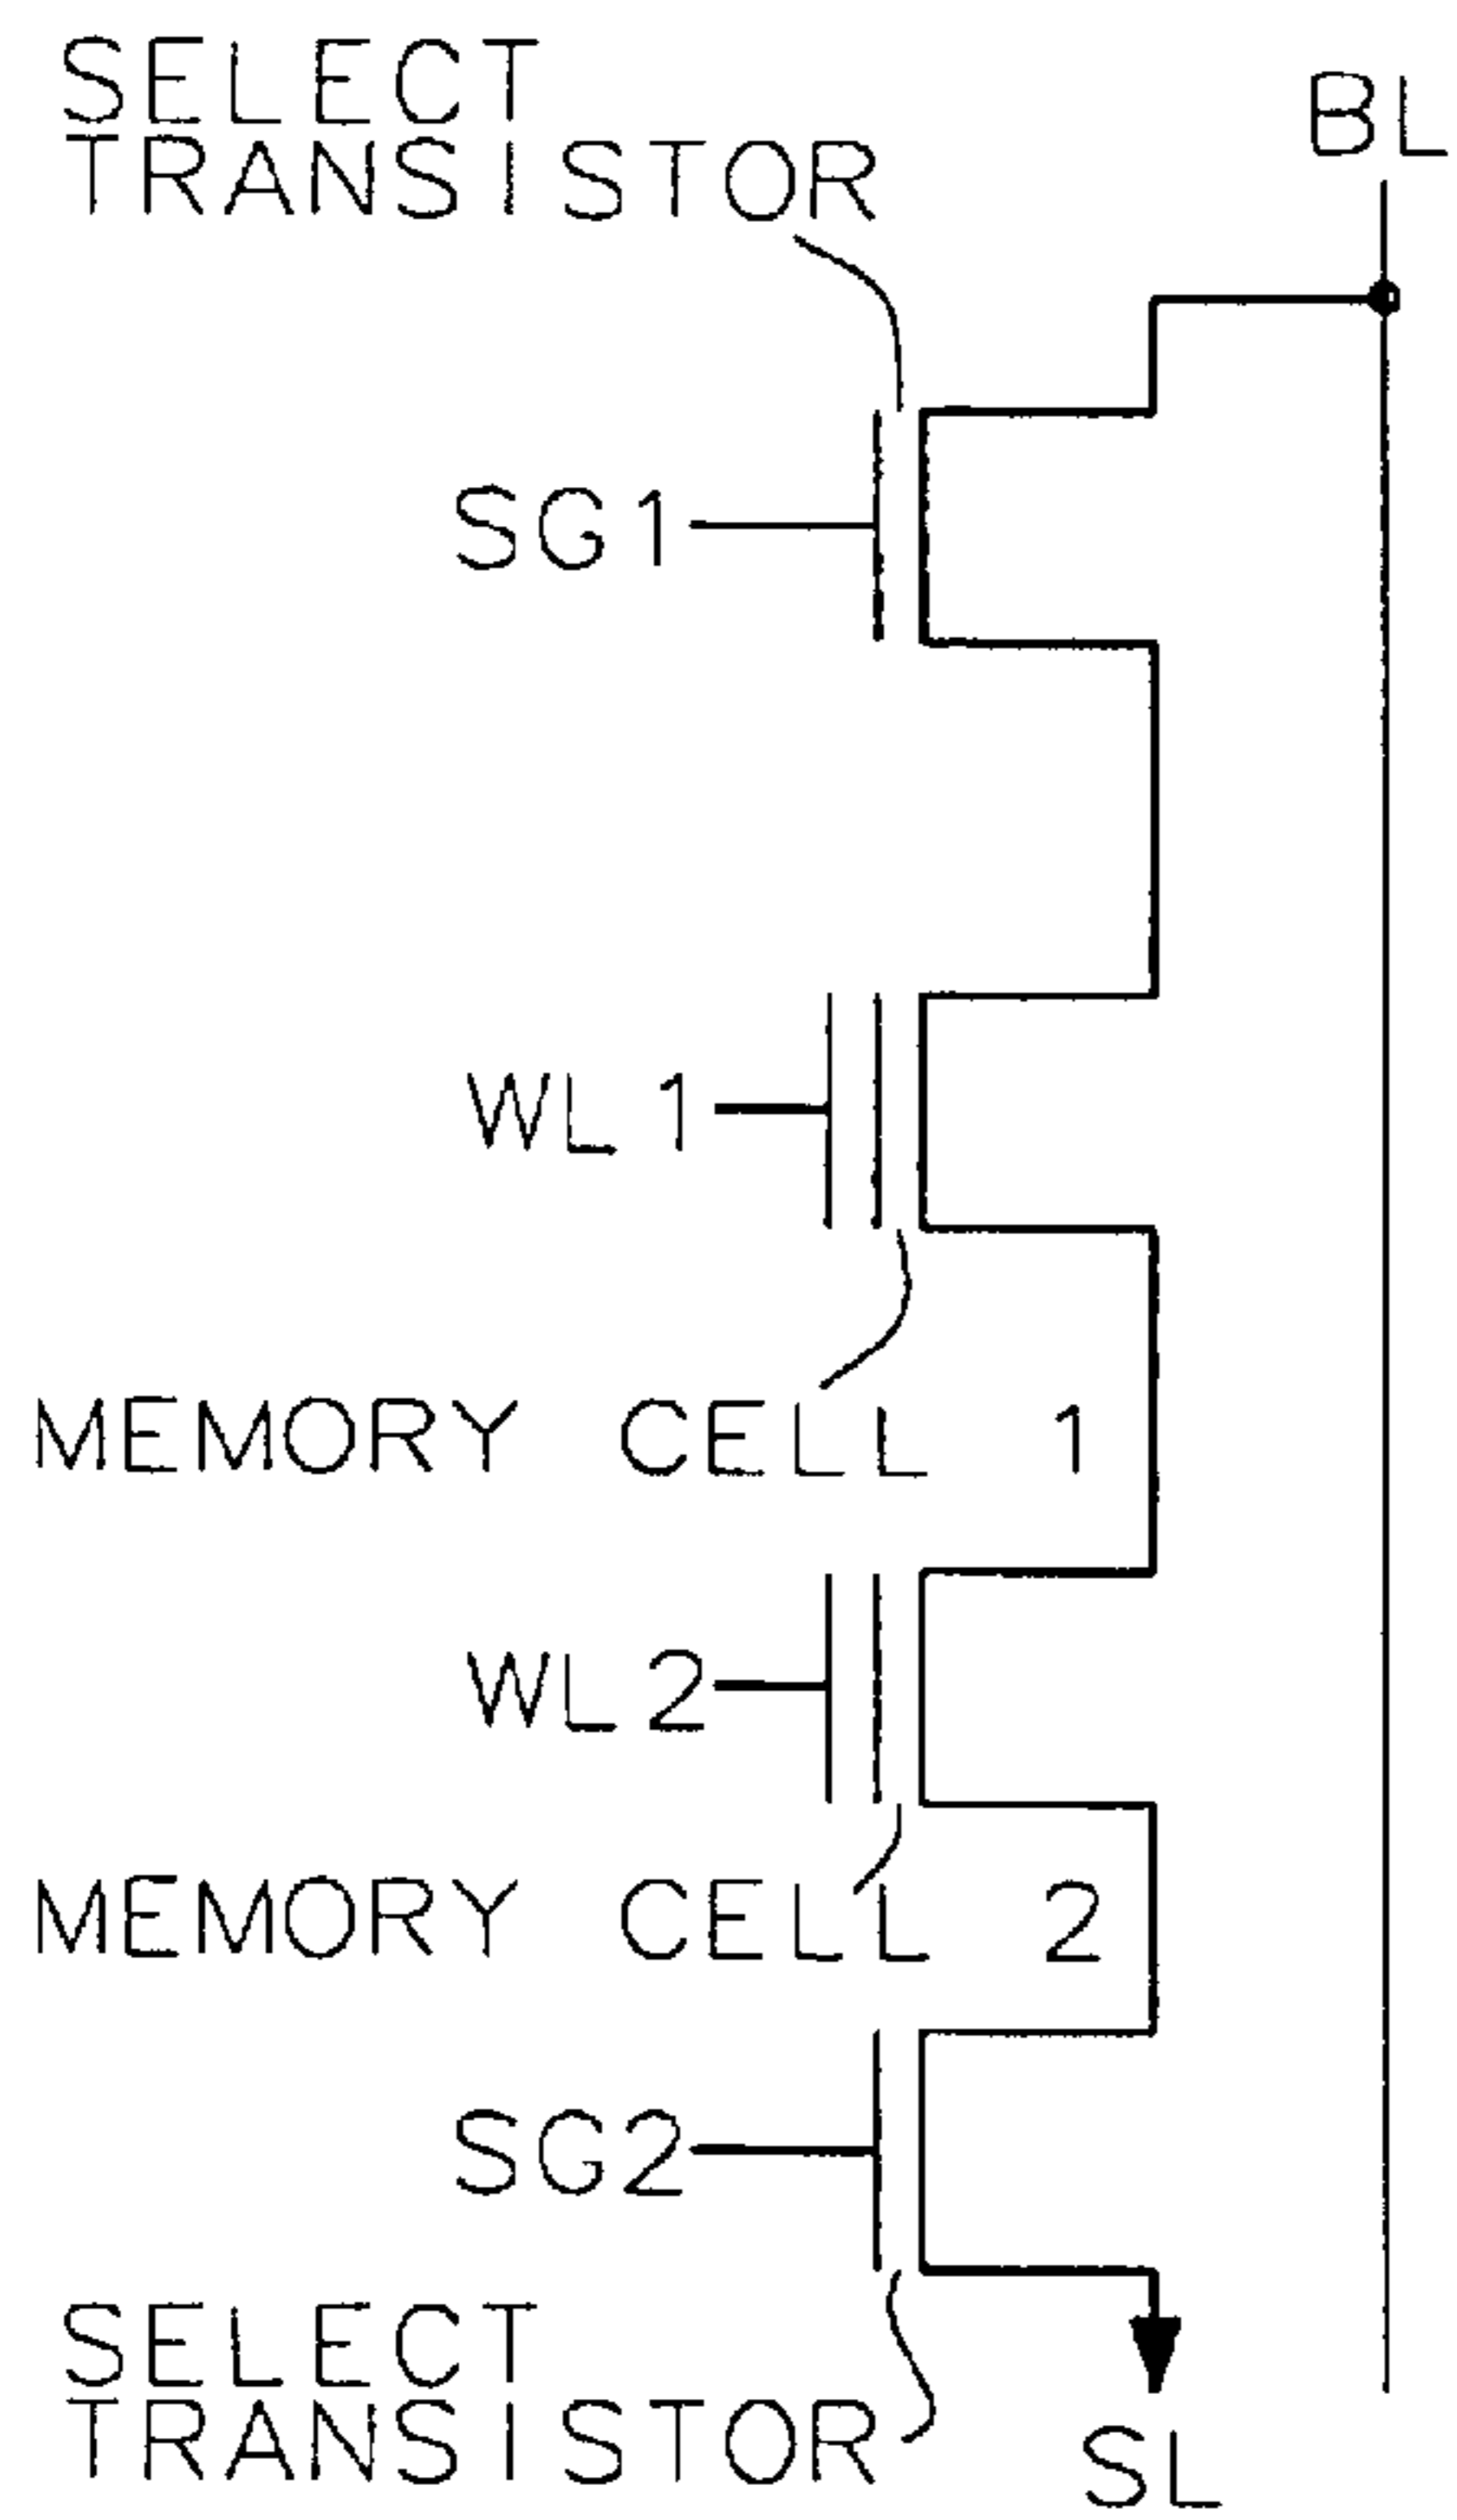 SELECT
TRANSISTOR
BL
SG1
WL1
MEMORY CELL 1
WL2
MEMORY CELL 2
SG2
SELECT
TRANSISTOR
SL